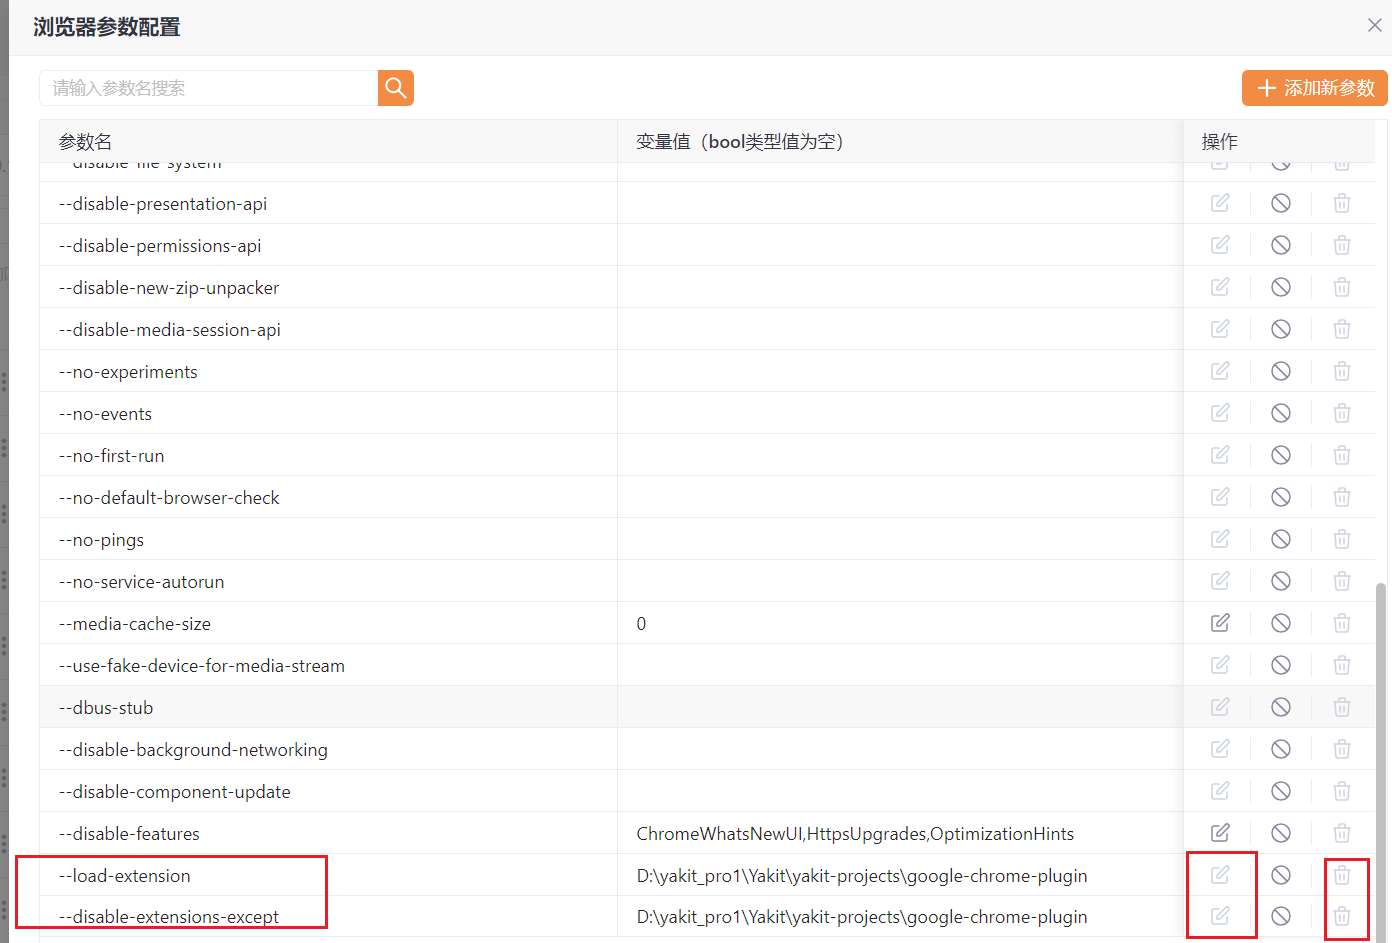 浏览器参数配置
请输入参数名搜索
添加新参数
参数名 变量值（bool类型值为空） 操作
--disable-file-system
--disable-presentation-api
--disable-permissions-api
--disable-new-zip-unpacker
--disable-media-session-api
--no-experiments
--no-events
--no-first-run
--no-default-browser-check
--no-pings
--no-service-autorun
--media-cache-size 0
--use-fake-device-for-media-stream
--dbus-stub
--disable-background-networking
--disable-component-update
--disable-features ChromeWhatsNewUI,HttpsUpgrades,OptimizationHints
--load-extension D:\yakit_pro1\Yakit\yakit-projects\google-chrome-plugin
--disable-extensions-except D:\yakit_pro1\Yakit\yakit-projects\google-chrome-plugin